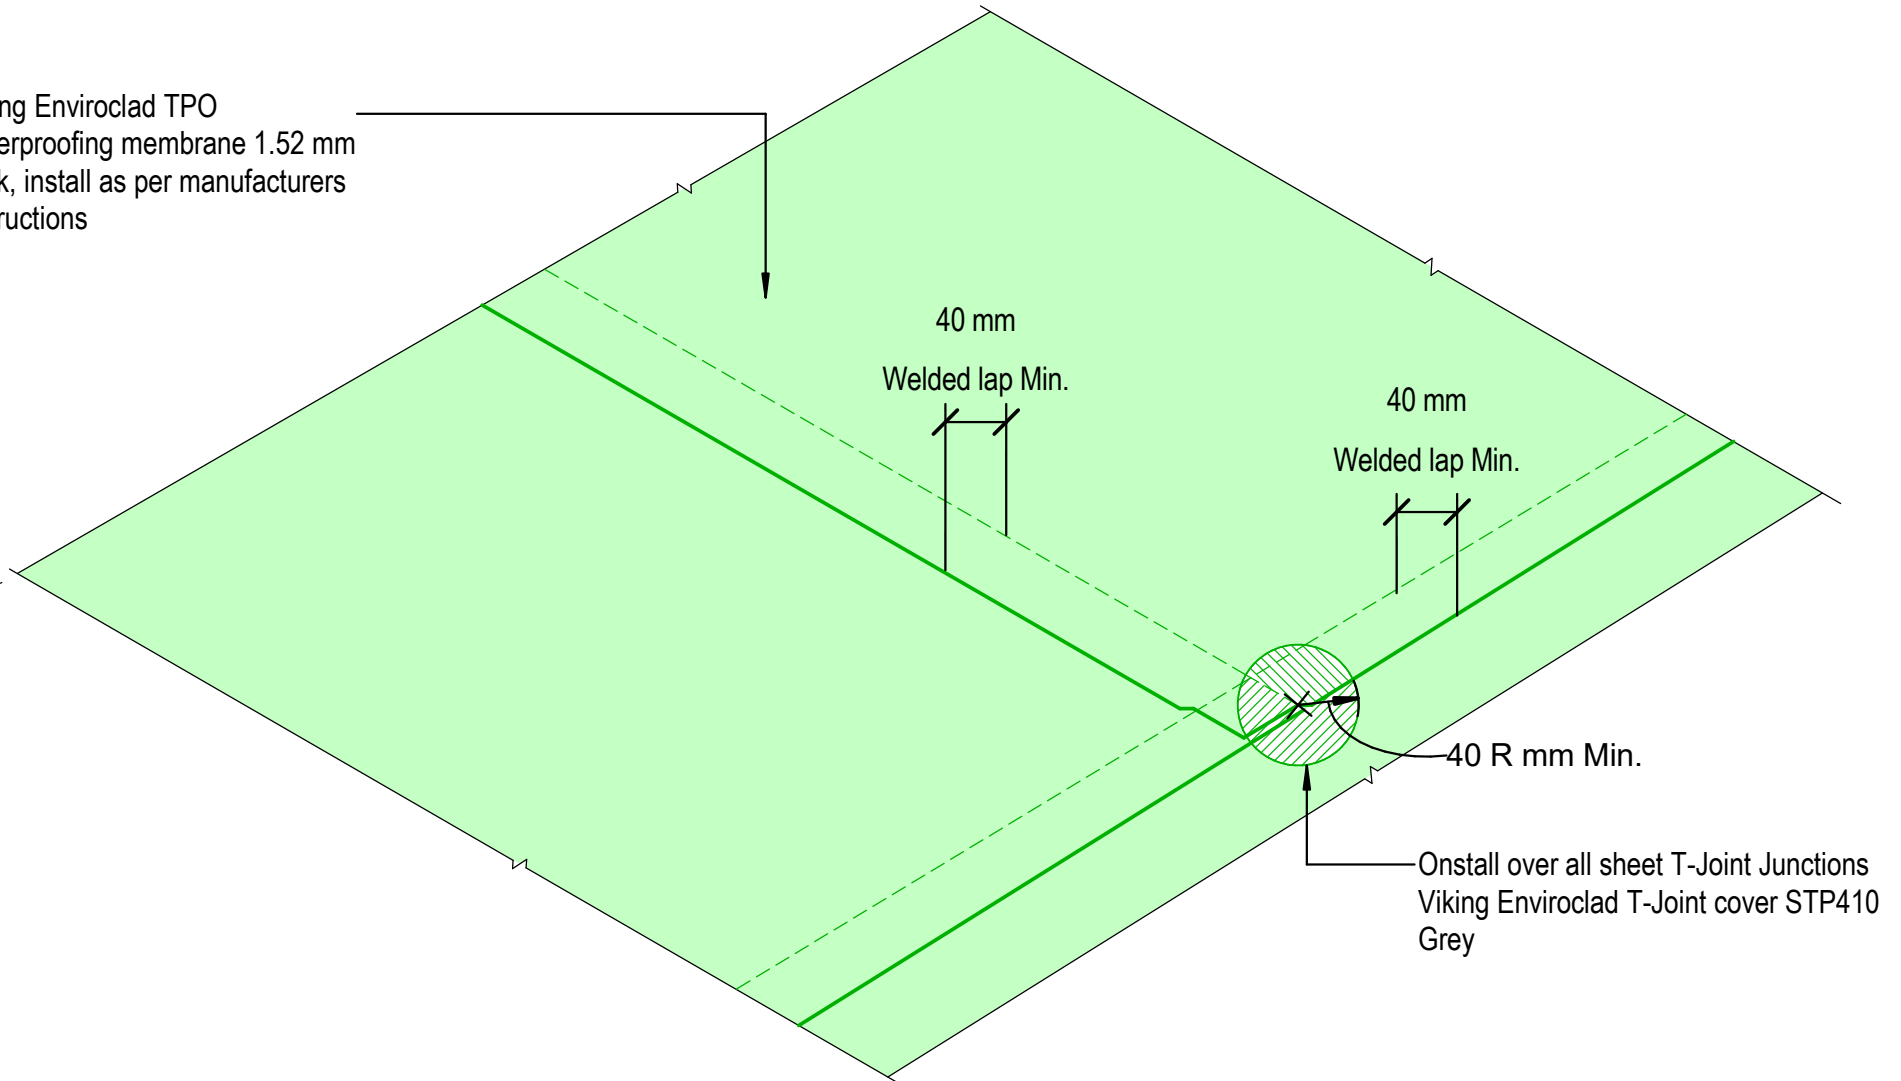 ng Enviroclad TPO
erproofing membrane 1.52 mm
k, install as per manufacturers
ructions
40 mm
Welded lap Min.
40 mm
Welded lap Min.
40 R mm Min.
Onstall over all sheet T-Joint Junctions
Viking Enviroclad T-Joint cover STP410
Grey